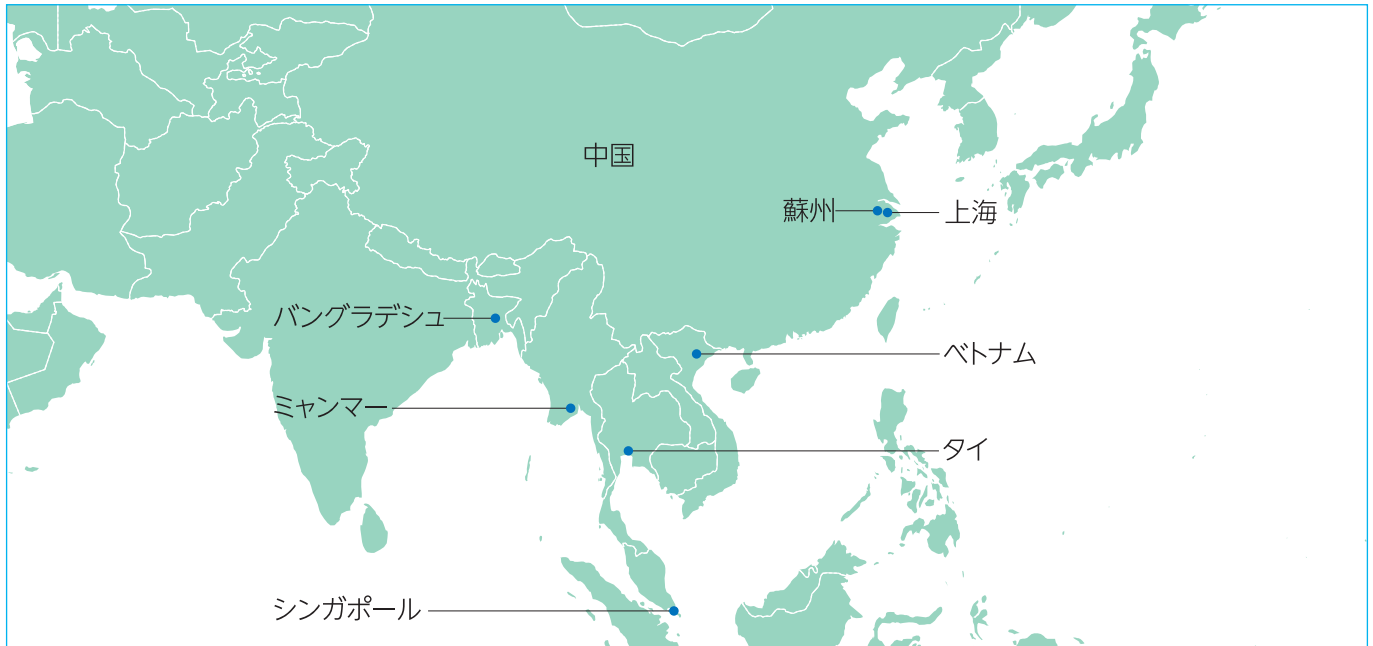 中国
蘇州
上海
バングラデシュ
ベトナム
ミャンマー
タイ
シンガポール